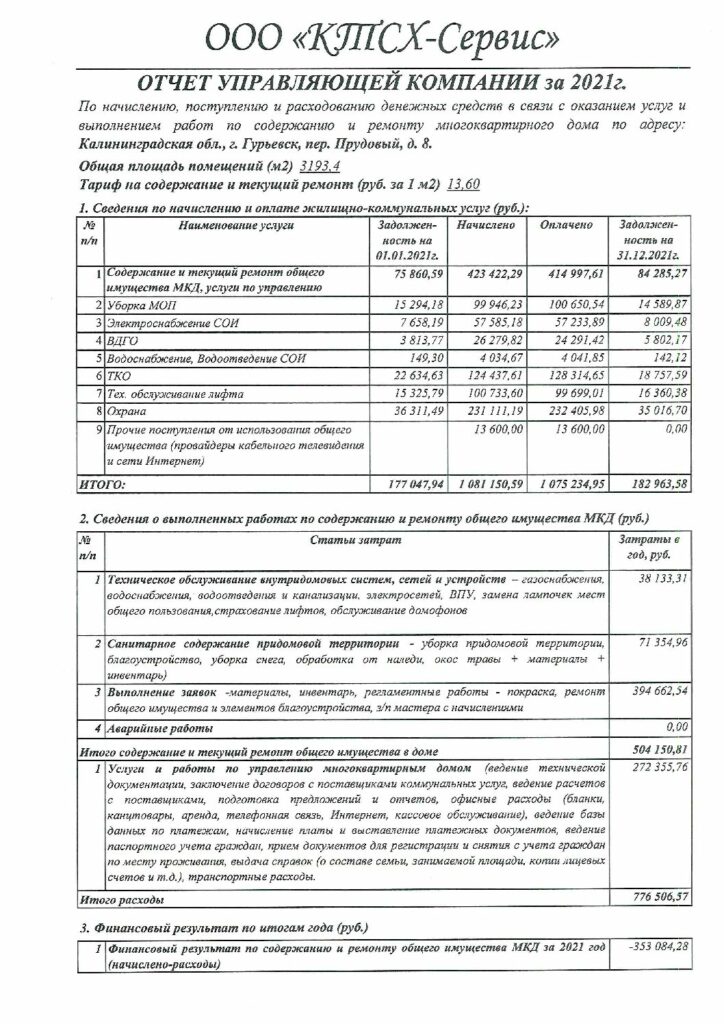 ООО «КТСХ-Сервис»
ОТЧЕТ УПРАВЛЯЮЩЕЙ КОМПАНИИ за 2021г.
По начислению, поступлению и расходованию денежных средств в связи с оказанием услуг и
выполнением работ по содержанию и ремонту многоквартирного дома по адресу:
Калининградская обл., г. Гурьевск, пер. Прудовый, д. 8.
Общая площадь помещений (м2) 3193,4
Тариф на содержание и текущий ремонт (руб. за 1 м2) 13,60
1. Сведения по начислению и оплате жилищно-коммунальных услуг (руб.):
№ Наименование услуги Задолжен- Начислено Оплачено Задолжен-
п/п ность на ность на
01.01.2021г. 31.12.2021г.
1 Содержание и текущий ремонт общего 75 860,59 423 422,29 414 997,61 84 285,27
имущества МКД, услуги по управлению
2 Уборка МОП 15 294,18 99 946,23 100 650,54 14 589,87
3 Электроснабжение СОИ 7 658,19 57 585,18 57 233,89 8 009,48
4 ВДГО 3 813,77 26 279,82 24 291,42 5 802,17
5 Водоснабжение, Водоотведение СОИ 149,30 4 034,67 4 041,85 142,12
6 ТКО 22 634,63 124 437,61 128 314,65 18 757,59
7 Тех. обслуживание лифта 15 325,79 100 733,60 99 699,01 16 360,38
8 Охрана 36 311,49 231 111,19 232 405,98 35 016,70
9 Прочие поступления от использования общего 13 600,00 13 600,00 0,00
имущества (провайдеры кабельного телевидения
и сети Интернет)
ИТОГО: 177 047,94 1 081 150,59 1 075 234,95 182 963,58
2. Сведения о выполненных работах по содержанию и ремонту общего имущества МКД (руб.)
№ Статьи затрат Затраты в
п/п год, руб.
1 Техническое обслуживание внутридомовых систем, сетей и устройств – газоснабжения, 38 133,31
водоснабжения, водоотведения и канализации, электросетей, ВПУ, замена лампочек мест
общего пользования,страхование лифтов, обслуживание домофонов
2 Санитарное содержание придомовой территории - уборка придомовой территории, 71 354,96
благоустройство, уборка снега, обработка от наледи, окос травы + материалы +
инвентарь)
3 Выполнение заявок -материалы, инвентарь, регламентные работы - покраска, ремонт 394 662,54
общего имущества и элементов благоустройства, з/п мастера с начислениями
4 Аварийные работы 0,00
Итого содержание и текущий ремонт общего имущества в доме 504 150,81
1 Услуги и работы по управлению многоквартирным домом (ведение технической 272 355,76
документации, заключение договоров с поставщиками коммунальных услуг, ведение расчетов
с поставщиками, подготовка предложений и отчетов, офисные расходы (бланки,
канцтовары, аренда, телефонная связь, Интернет, кассовое обслуживание), ведение базы
данных по платежам, начисление платы и выставление платежных документов, ведение
паспортного учета граждан, прием документов для регистрации и снятия с учета граждан
по месту проживания, выдача справок (о составе семьи, занимаемой площади, копии лицевых
счетов и т.д.), транспортные расходы.
Итого расходы 776 506,57
3. Финансовый результат по итогам года (руб.)
1 Финансовый результат по содержанию и ремонту общего имущества МКД за 2021 год -353 084,28
(начислено-расходы)